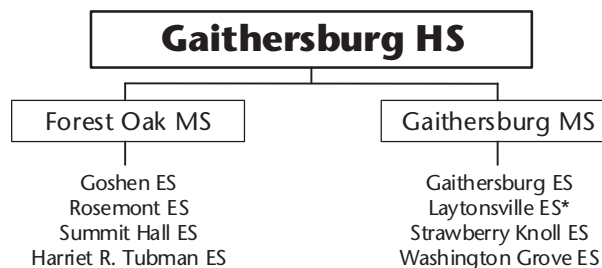 Gaithersburg HS
Forest Oak MS
Goshen ES
Rosemont ES
Summit Hall ES
Harriet R. Tubman ES
Gaithersburg MS
Gaithersburg ES
Laytonsville ES*
Strawberry Knoll ES
Washington Grove ES